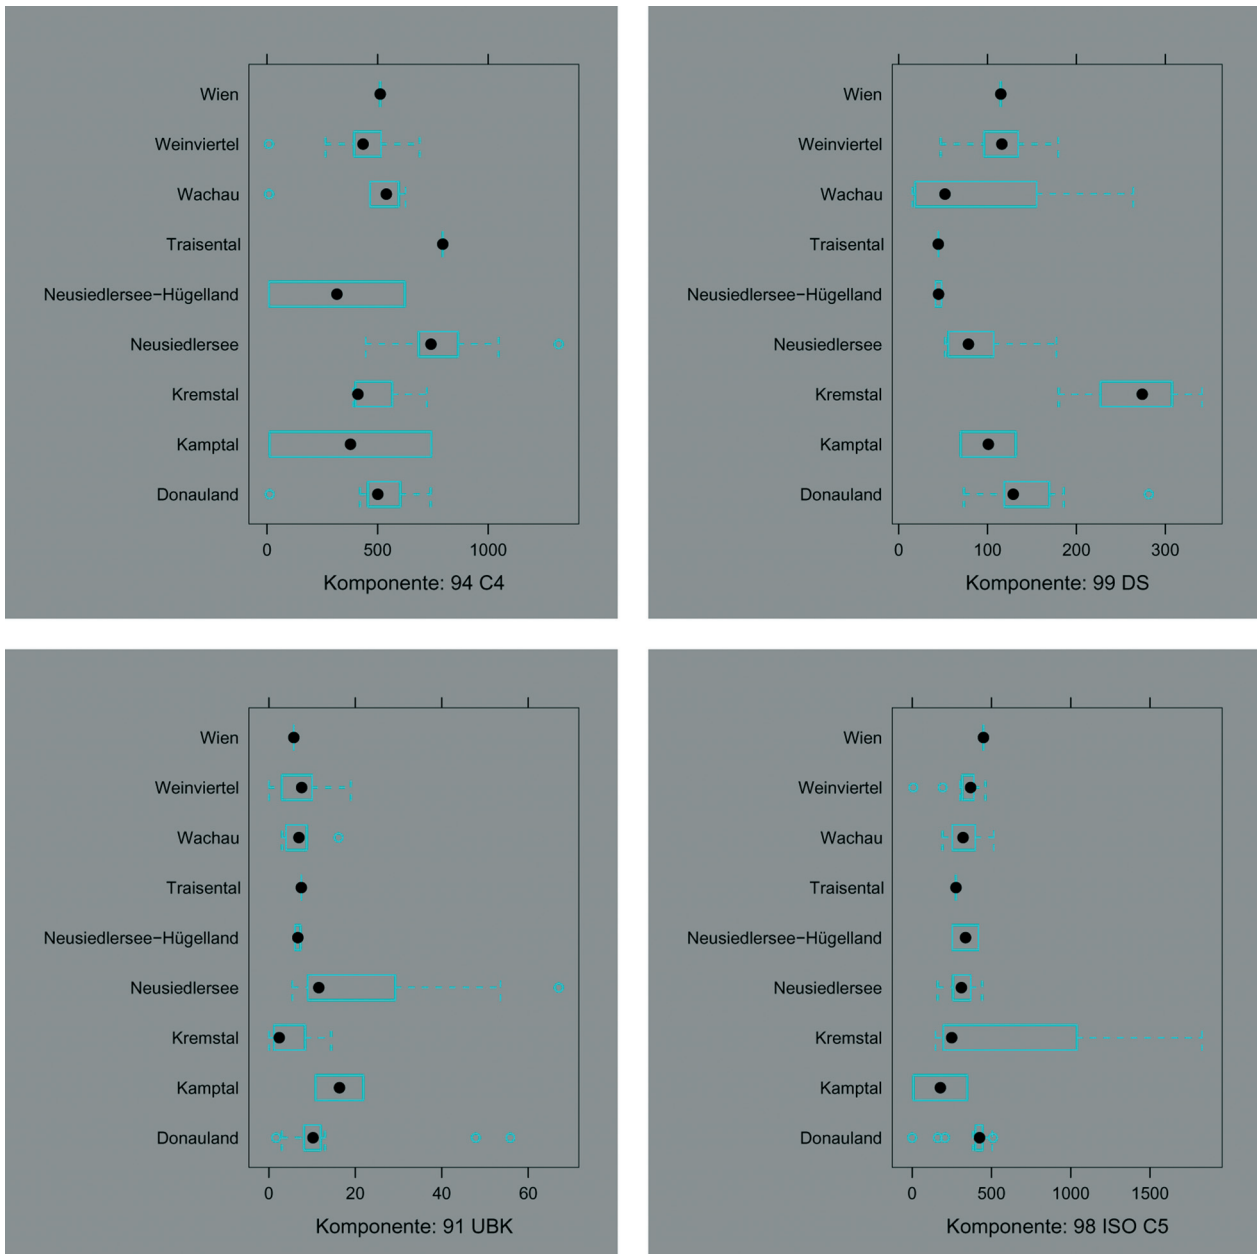 Wien
Weinviertel
Wachau
Traisental
Neusiedlersee−Hügelland
Neusiedlersee
Kremstal
Kamptal
Donauland
0 500 1000
Komponente: 94 C4
Wien
Weinviertel
Wachau
Traisental
Neusiedlersee−Hügelland
Neusiedlersee
Kremstal
Kamptal
Donauland
0 100 200 300
Komponente: 99 DS
Wien
Weinviertel
Wachau
Traisental
Neusiedlersee−Hügelland
Neusiedlersee
Kremstal
Kamptal
Donauland
0 20 40 60
Komponente: 91 UBK
Wien
Weinviertel
Wachau
Traisental
Neusiedlersee−Hügelland
Neusiedlersee
Kremstal
Kamptal
Donauland
0 500 1000 1500
Komponente: 98 ISO C5